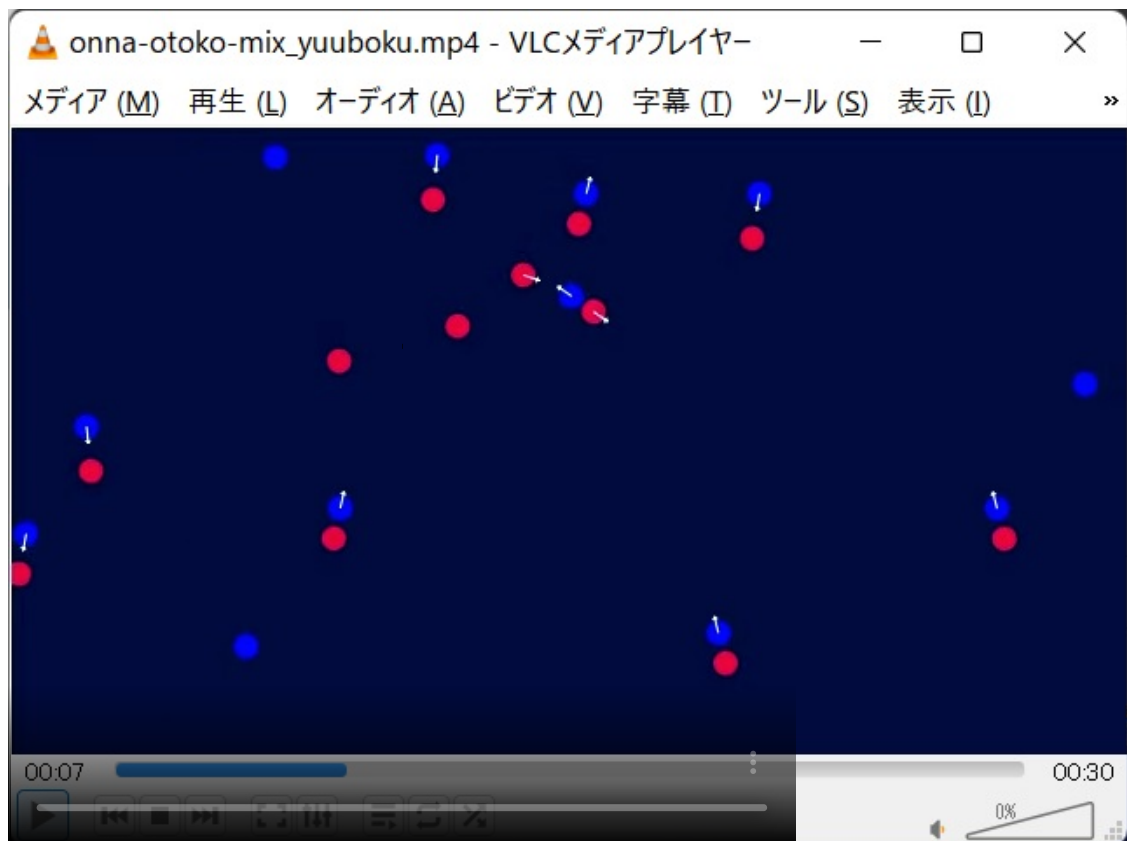 onna-otoko-mix_yuuboku.mp4 - VLCメディアプレイヤー
メディア (M) 再生 (L) オーディオ (A) ビデオ (V) 字幕 (T) ツール (S) 表示 (I) »
00:07 00:30
0%